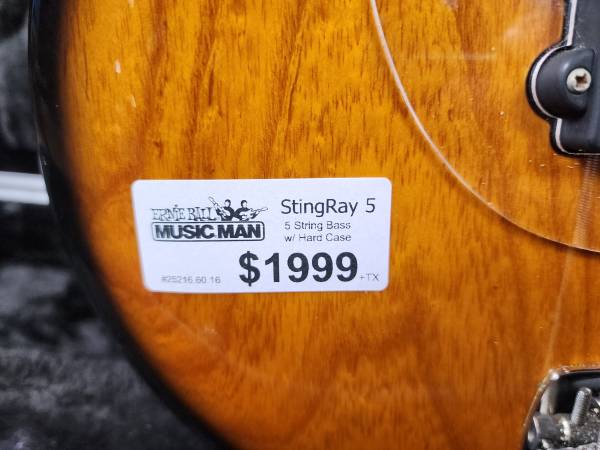 ERNIE BALL
MUSIC MAN
StingRay 5
5 String Bass
w/ Hard Case
$1999 +TX
#25216.60.16